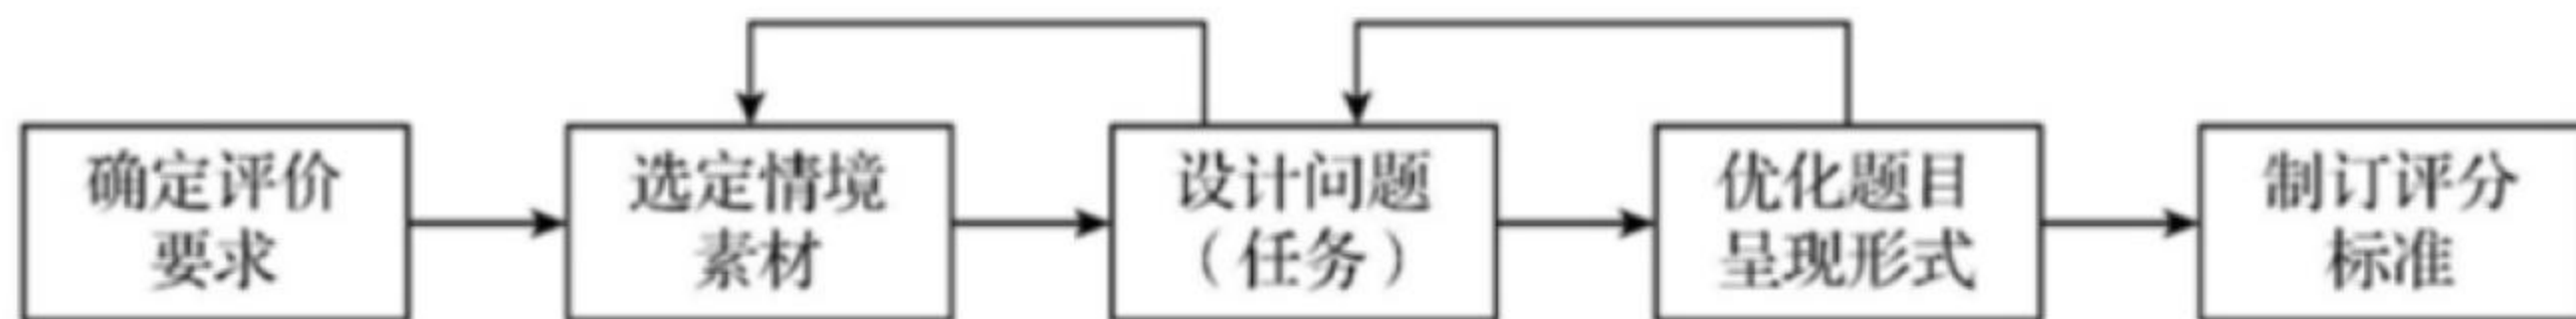 确定评价
要求
选定情境
素材
设计问题
（任务）
优化题目
呈现形式
制订评分
标准